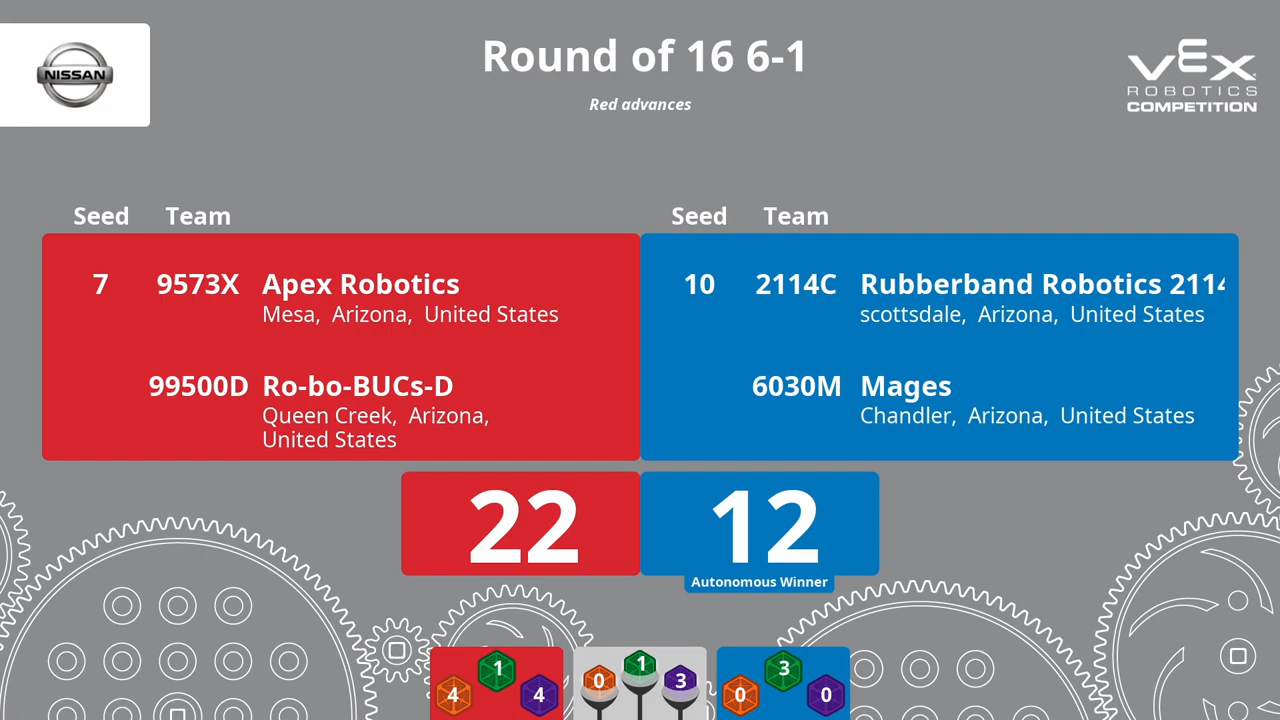 NISSAN
Round of 16 6-1
Red advances
VEX
ROBOTICS
COMPETITION
Seed Team
Seed Team
7 9573X Apex Robotics
Mesa, Arizona, United States
99500D Ro-bo-BUCs-D
Queen Creek, Arizona,
United States
10 2114C Rubberband Robotics 2114
scottsdale, Arizona, United States
6030M Mages
Chandler, Arizona, United States
22
12
Autonomous Winner
1
4 4
1
0 3
3
0 0